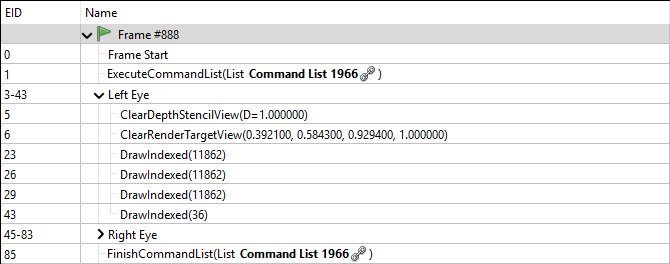 EID Name
Frame #888
0 Frame Start
1 ExecuteCommandList(List Command List 1966 )
3-43 Left Eye
5 ClearDepthStencilView(D=1.000000)
6 ClearRenderTargetView(0.392100, 0.584300, 0.929400, 1.000000)
23 DrawIndexed(11862)
26 DrawIndexed(11862)
29 DrawIndexed(11862)
43 DrawIndexed(36)
45-83 Right Eye
85 FinishCommandList(List Command List 1966 )